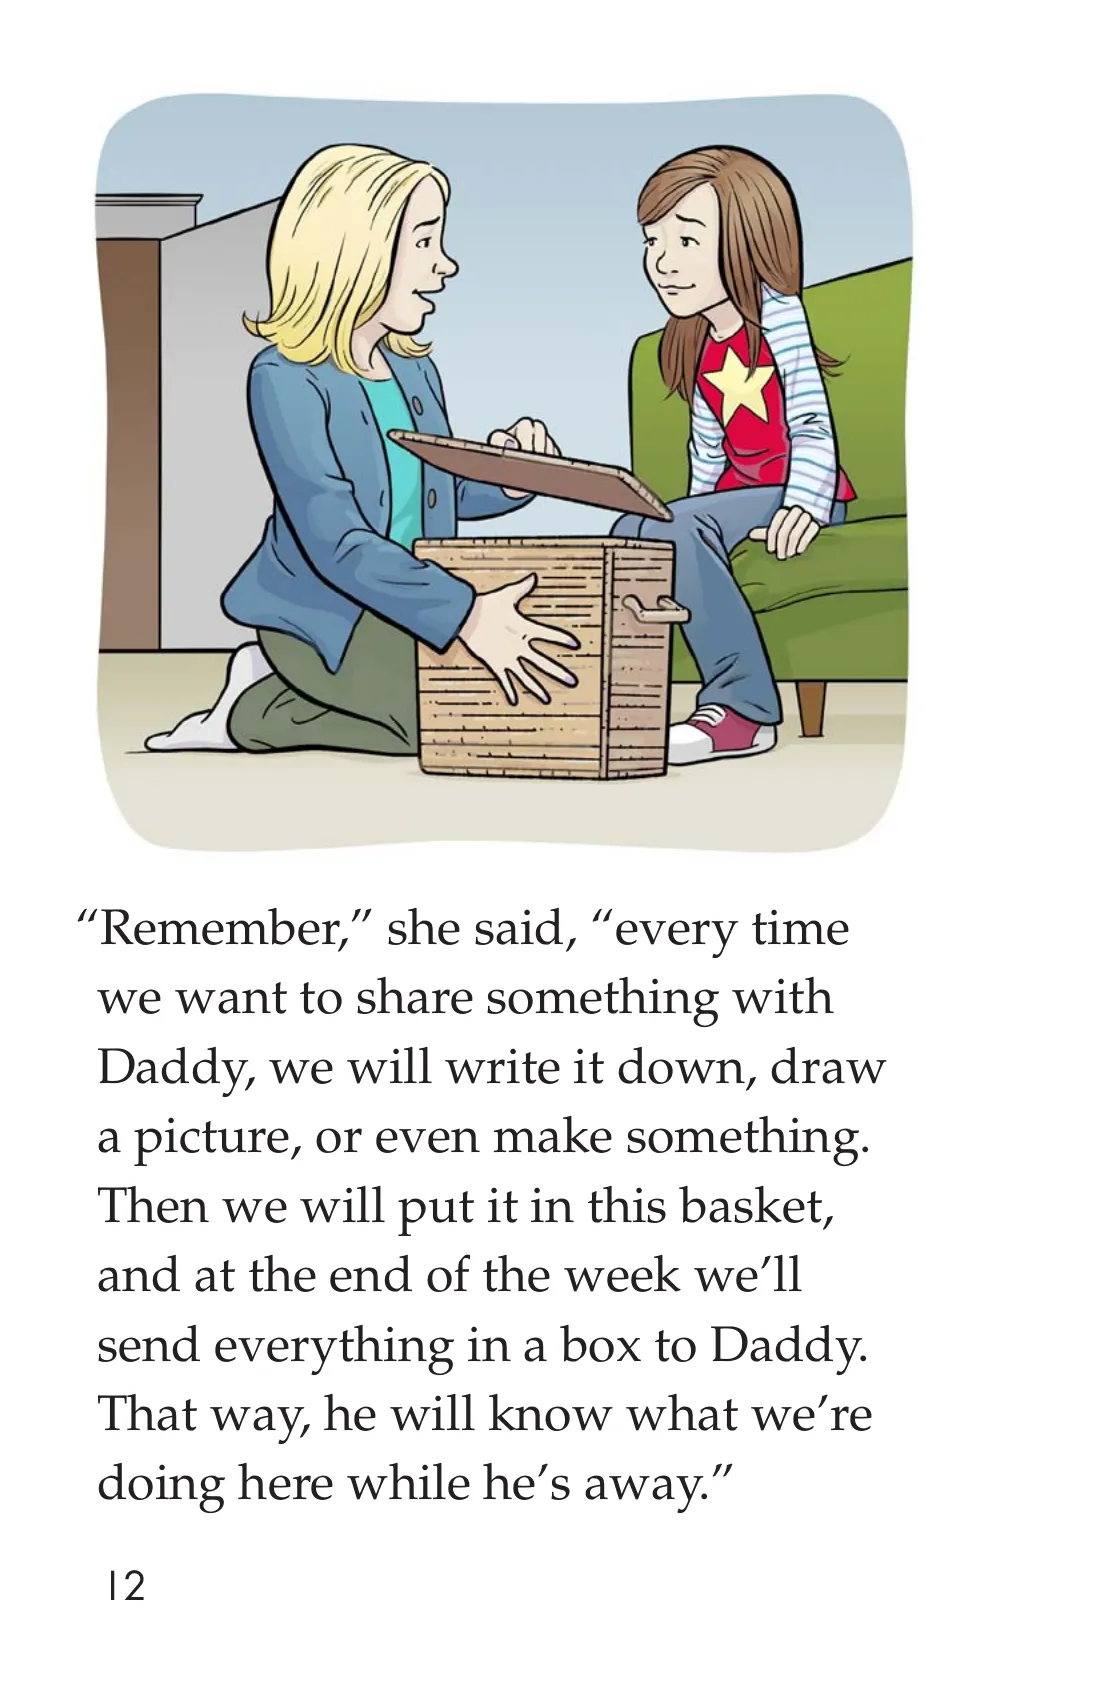 “Remember,” she said, “every time
we want to share something with
Daddy, we will write it down, draw
a picture, or even make something.
Then we will put it in this basket,
and at the end of the week we’ll
send everything in a box to Daddy.
That way, he will know what we’re
doing here while he’s away.”
12